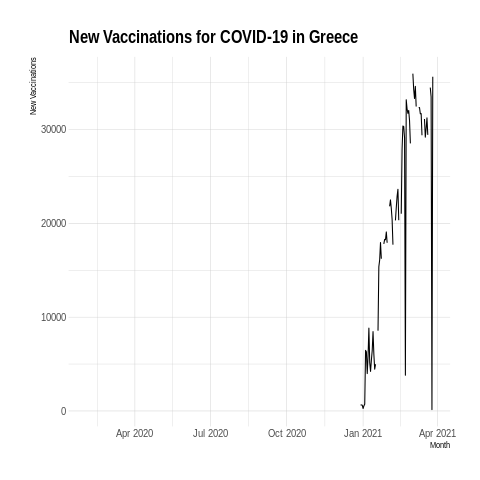 New Vaccinations for COVID-19 in Greece
New Vaccinations
30000
20000
10000
0
Apr 2020 Jul 2020 Oct 2020 Jan 2021 Apr 2021
Month